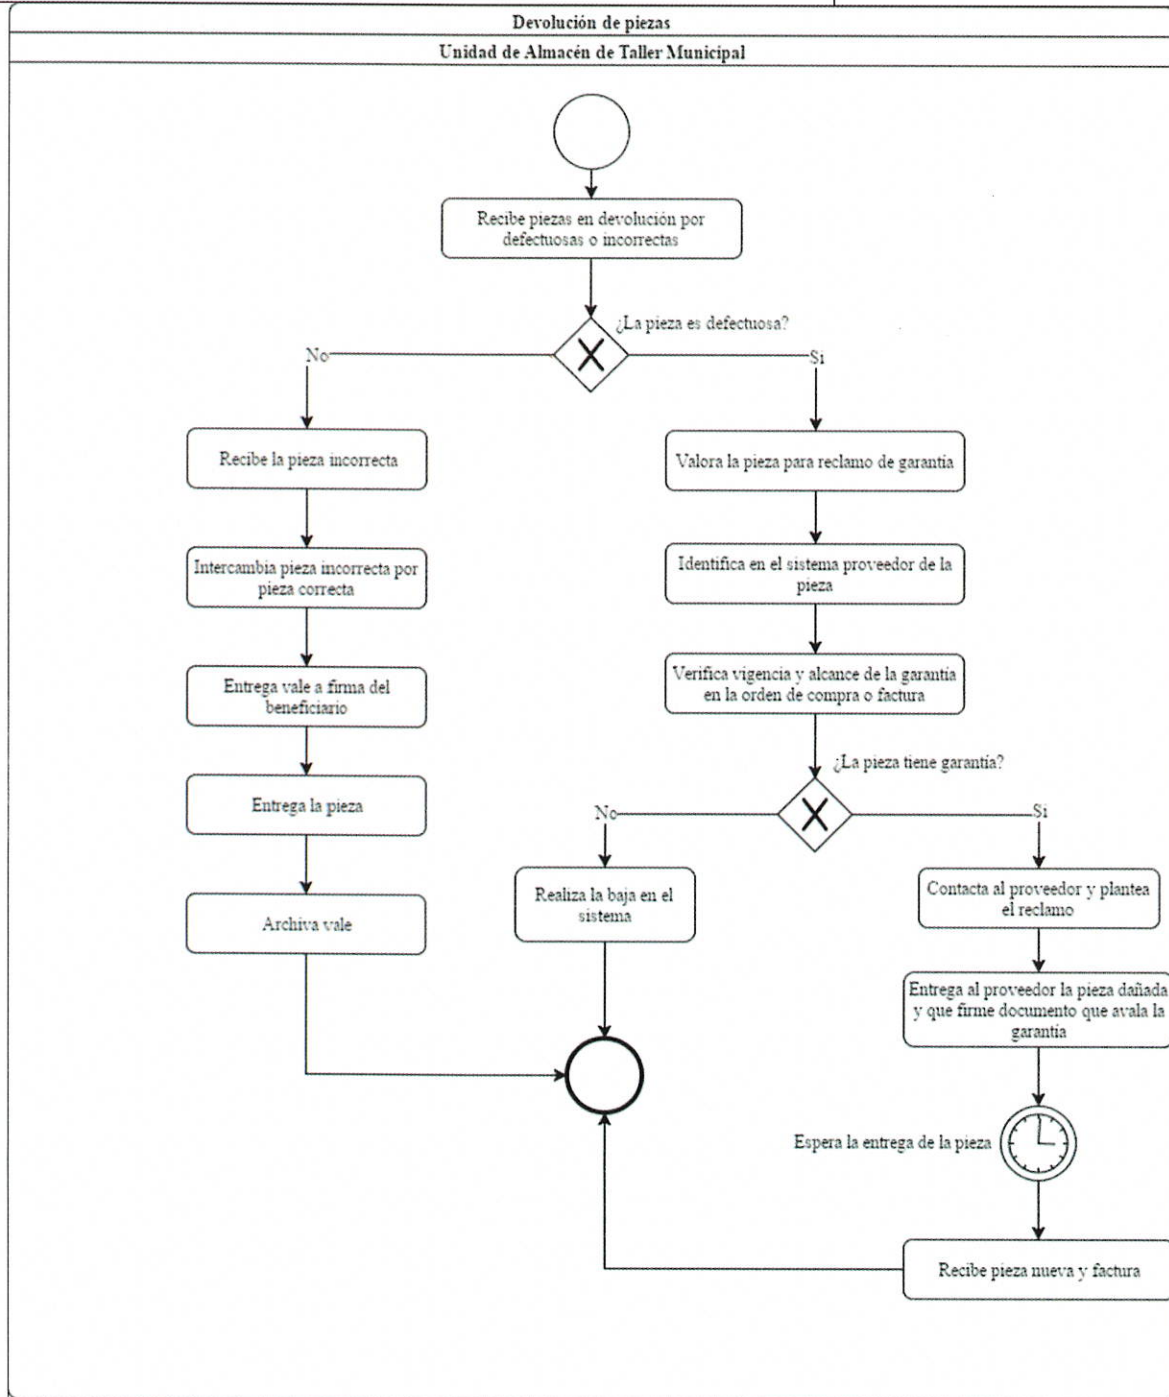 Devolución de piezas
Unidad de Almacén de Taller Municipal
Recibe piezas en devolución por
defectuosas o incorrectas
¿La pieza es defectuosa?
No
Si
Recibe la pieza incorrecta
Valora la pieza para reclamo de garantía
Intercambia pieza incorrecta por
pieza correcta
Identifica en el sistema proveedor de la
pieza
Entrega vale a firma del
beneficiario
Verifica vigencia y alcance de la garantía
en la orden de compra o factura
¿La pieza tiene garantía?
Entrega la pieza
No
Si
Realiza la baja en el
sistema
Contacta al proveedor y plantea
el reclamo
Archiva vale
Entrega al proveedor la pieza dañada
y que firme documento que avala la
garantía
Espera la entrega de la pieza
Recibe pieza nueva y factura